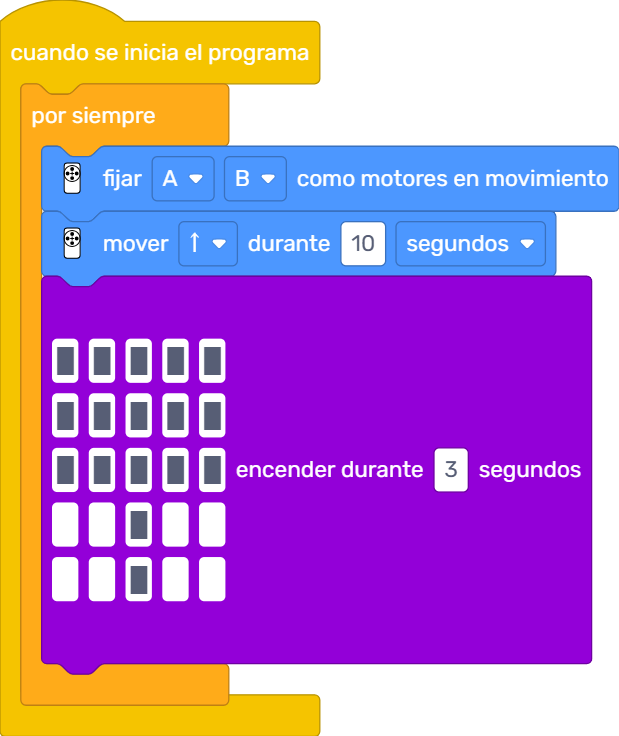 cuando se inicia el programa
por siempre
fijar A B como motores en movimiento
mover ↑ durante 10 segundos
encender durante 3 segundos